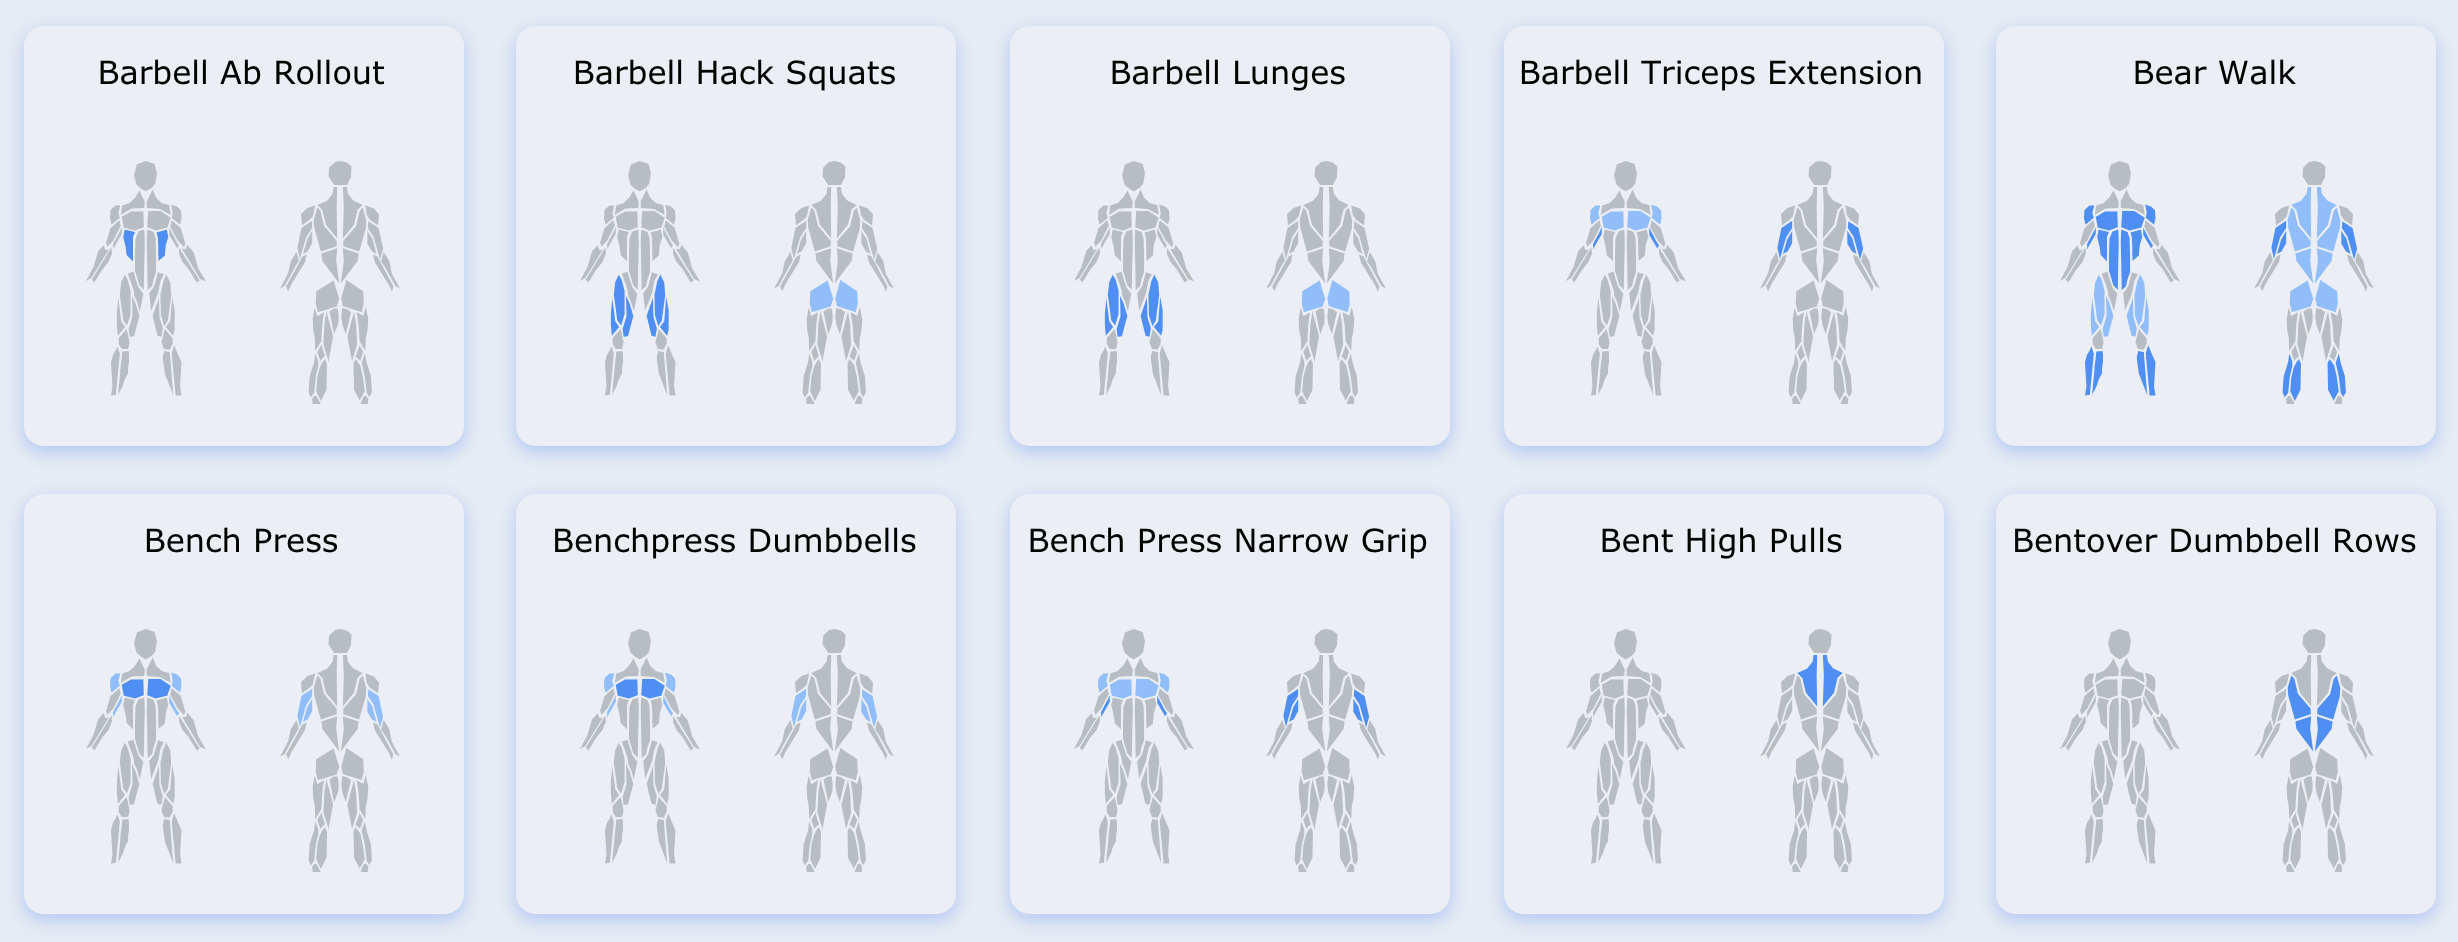 Barbell Ab Rollout
Barbell Hack Squats
Barbell Lunges
Barbell Triceps Extension
Bear Walk
Bench Press
Benchpress Dumbbells
Bench Press Narrow Grip
Bent High Pulls
Bentover Dumbbell Rows